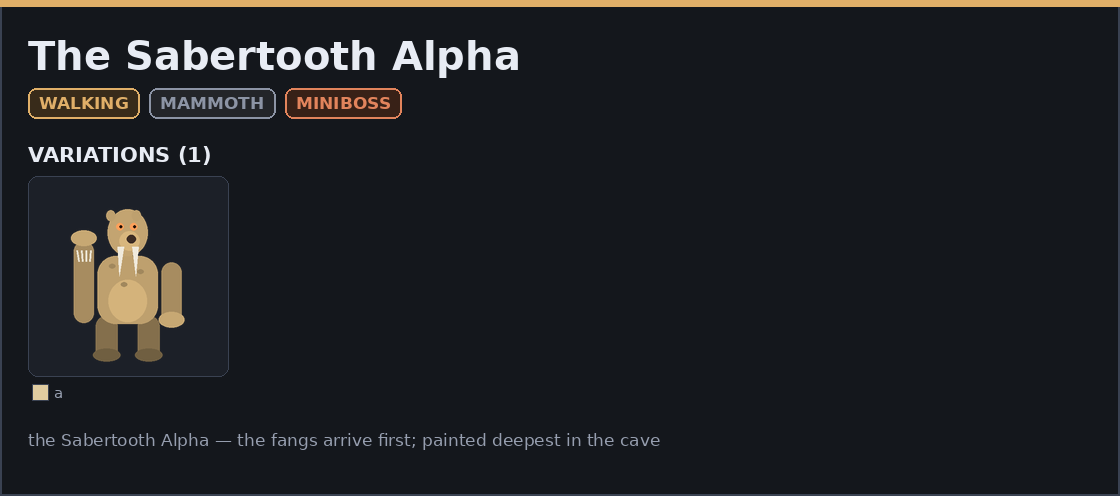 The Sabertooth Alpha
WALKING MAMMOTH MINIBOSS
VARIATIONS (1)
a
the Sabertooth Alpha — the fangs arrive first; painted deepest in the cave